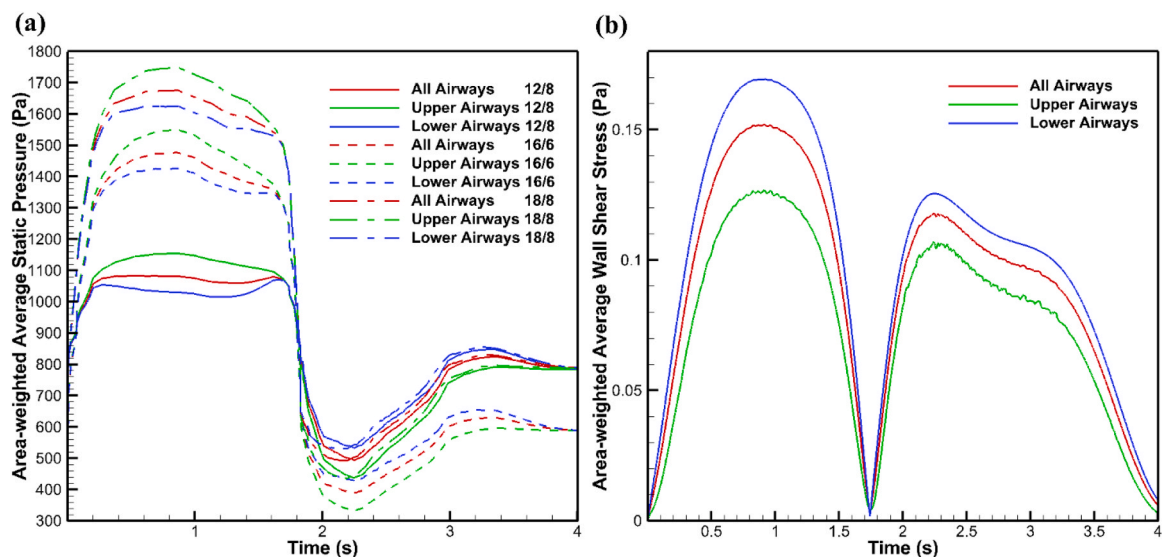 (a)
Area-weighted Average Static Pressure (Pa)
1800
1700
1600
1500
1400
1300
1200
1100
1000
900
800
700
600
500
400
300
1
2
3
4
Time (s)
All Airways 12/8
Upper Airways 12/8
Lower Airways 12/8
All Airways 16/6
Upper Airways 16/6
Lower Airways 16/6
All Airways 18/8
Upper Airways 18/8
Lower Airways 18/8
(b)
Area-weighted Average Wall Shear Stress (Pa)
0.15
0.1
0.05
0
0.5
1
1.5
2
2.5
3
3.5
4
Time (s)
All Airways
Upper Airways
Lower Airways